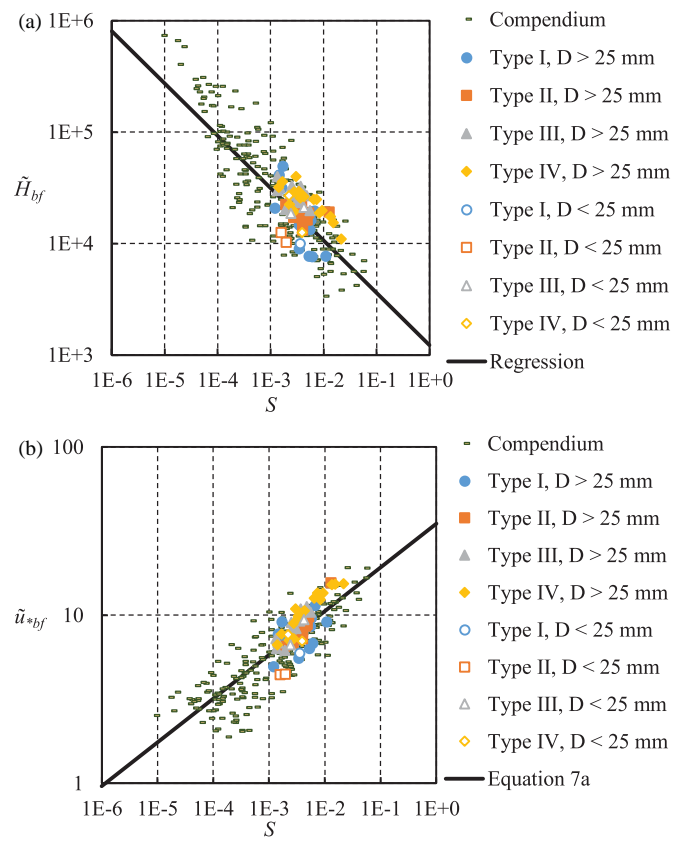 (a)
1E+6
1E+5
1E+4
1E+3
H̃bf
1E-6 1E-5 1E-4 1E-3 1E-2 1E-1 1E+0
S
Compendium
Type I, D > 25 mm
Type II, D > 25 mm
Type III, D > 25 mm
Type IV, D > 25 mm
Type I, D < 25 mm
Type II, D < 25 mm
Type III, D < 25 mm
Type IV, D < 25 mm
Regression
(b)
100
10
1
ũ*bf
1E-6 1E-5 1E-4 1E-3 1E-2 1E-1 1E+0
S
Compendium
Type I, D > 25 mm
Type II, D > 25 mm
Type III, D > 25 mm
Type IV, D > 25 mm
Type I, D < 25 mm
Type II, D < 25 mm
Type III, D < 25 mm
Type IV, D < 25 mm
Equation 7a